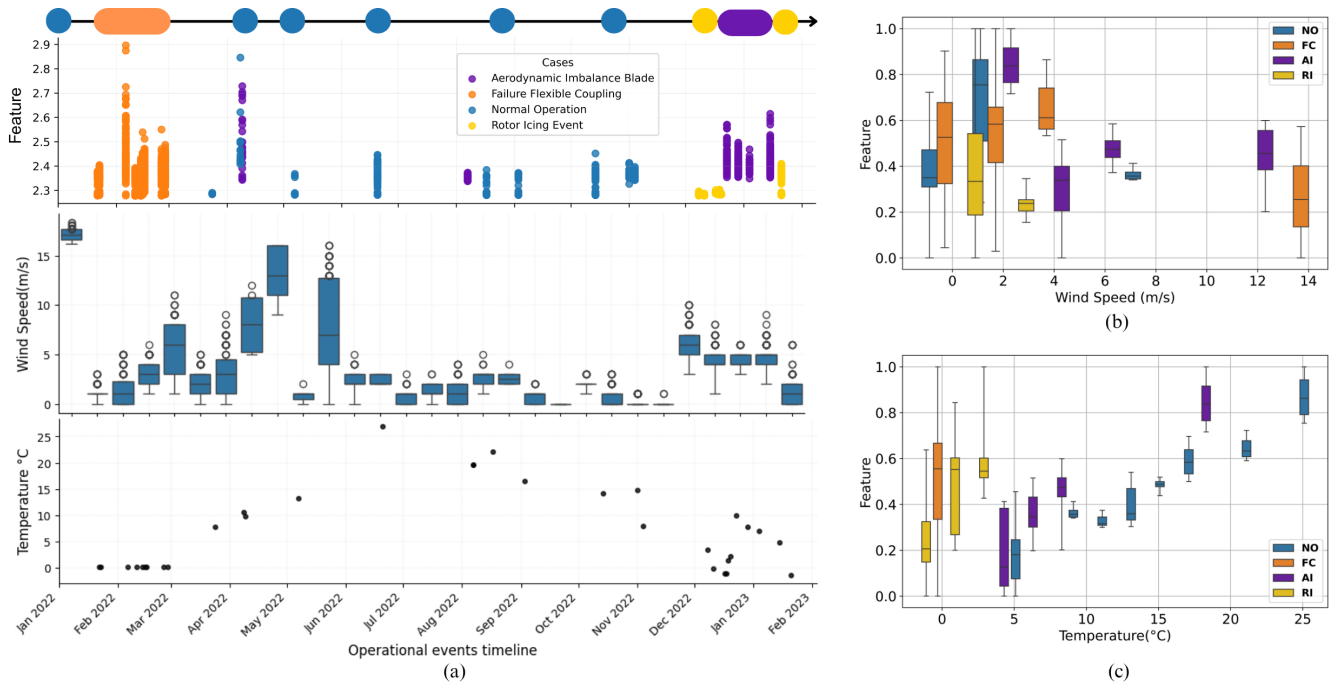 Feature
2.9
2.8
2.7
2.6
2.5
2.4
2.3
Cases
Aerodynamic Imbalance Blade
Failure Flexible Coupling
Normal Operation
Rotor Icing Event
Wind Speed(m/s)
15
10
5
0
Temperature °C
25
20
15
10
5
0
Jan 2022
Feb 2022
Mar 2022
Apr 2022
May 2022
Jun 2022
Jul 2022
Aug 2022
Sep 2022
Oct 2022
Nov 2022
Dec 2022
Jan 2023
Feb 2023
Operational events timeline
(a)
Feature
1.0
0.8
0.6
0.4
0.2
0.0
NO
FC
AI
RI
0 2 4 6 8 10 12 14
Wind Speed (m/s)
(b)
Feature
1.0
0.8
0.6
0.4
0.2
0.0
NO
FC
AI
RI
0 5 10 15 20 25
Temperature(°C)
(c)